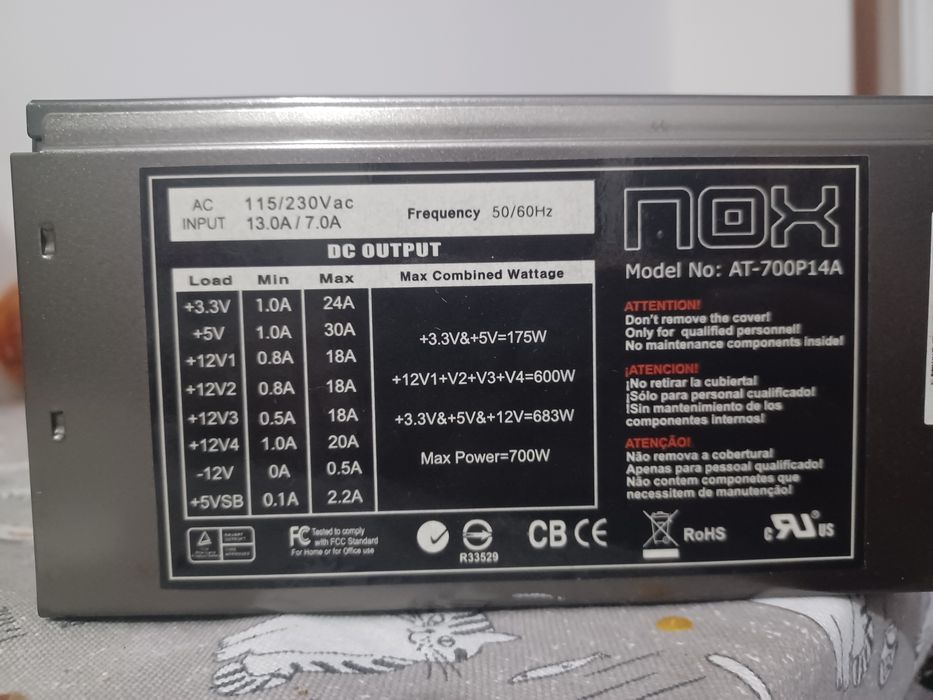 AC INPUT 115/230Vac 13.0A / 7.0A Frequency 50/60Hz
DC OUTPUT
Load Min Max Max Combined Wattage
+3.3V 1.0A 24A
+5V 1.0A 30A
+12V1 0.8A 18A
+12V2 0.8A 18A
+12V3 0.5A 18A
+12V4 1.0A 20A
-12V 0A 0.5A
+5VSB 0.1A 2.2A
+3.3V&+5V=175W
+12V1+V2+V3+V4=600W
+3.3V&+5V&+12V=683W
Max Power=700W
nox
Model No: AT-700P14A
ATTENTION!
Don't remove the cover!
Only for qualified personnel!
No maintenance components inside!
¡ATENCION!
¡No retirar la cubierta!
¡Sólo para personal cualificado!
!Sin mantenimiento de los
componentes internos!
ATENÇÃO!
Não remova a cobertura!
Apenas para pessoal qualificado!
Não contem componetes que
necessitem de manutenção!
FC Tested to comply
with FCC Standard
For Home or for Office use
R33529
CB CE
RoHS
c RU ® US